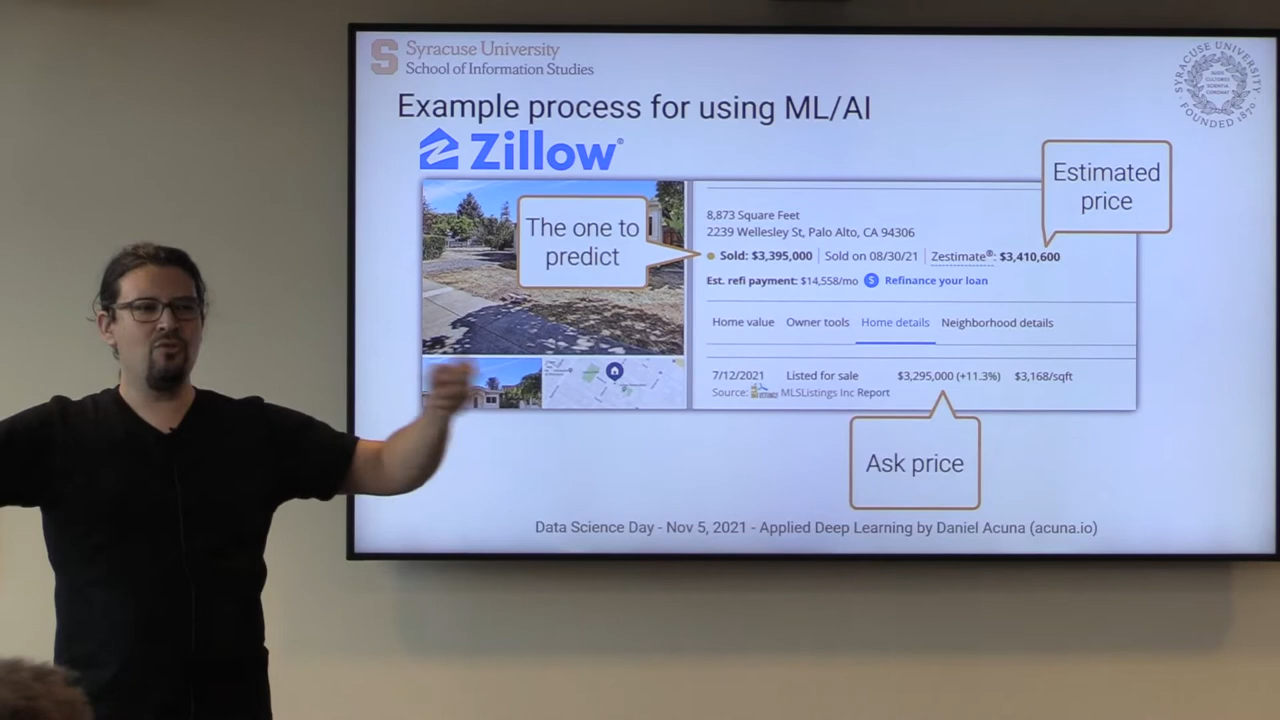 Syracuse University
School of Information Studies
SYRACUSE UNIVERSITY
FOUNDED 1870
Example process for using ML/AI
Zillow®
Estimated
price
The one to
predict
8,873 Square Feet
2239 Wellesley St, Palo Alto, CA 94306
Sold: $3,395,000 Sold on 08/30/21 Zestimate®: $3,410,600
Est. refi payment: $14,558/mo $ Refinance your loan
Home value Owner tools Home details Neighborhood details
7/12/2021 Listed for sale $3,295,000 (+11.3%) $3,168/sqft
Source: MLSListings Inc Report
Ask price
Data Science Day - Nov 5, 2021 - Applied Deep Learning by Daniel Acuna (acuna.io)